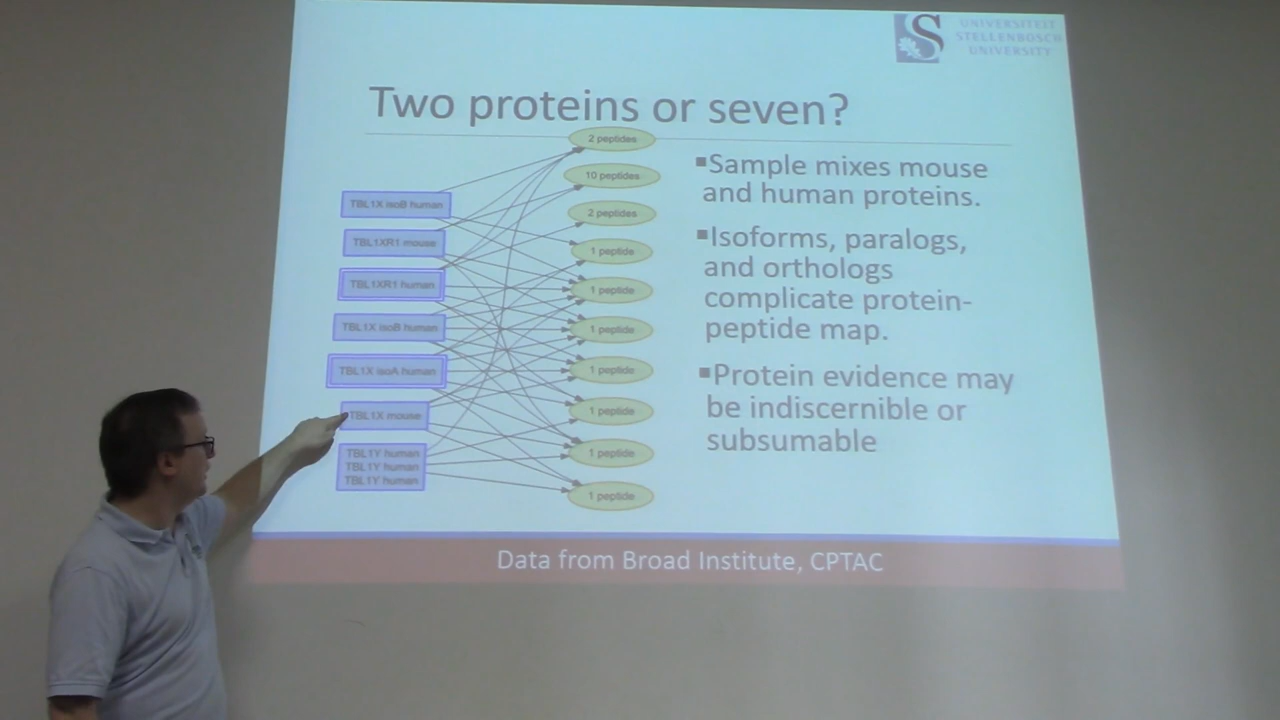 UNIVERSITEIT
STELLENBOSCH
UNIVERSITY
Two proteins or seven?
2 peptides
10 peptides
2 peptides
1 peptide
1 peptide
1 peptide
1 peptide
1 peptide
1 peptide
1 peptide
TBL1X isoB human
TBL1XR1 mouse
TBL1XR1 human
TBL1X isoB human
TBL1X isoA human
TBL1X mouse
TBL1Y human
TBL1Y human
TBL1Y human
▪Sample mixes mouse
and human proteins.
▪Isoforms, paralogs,
and orthologs
complicate protein-
peptide map.
▪Protein evidence may
be indiscernible or
subsumable
Data from Broad Institute, CPTAC